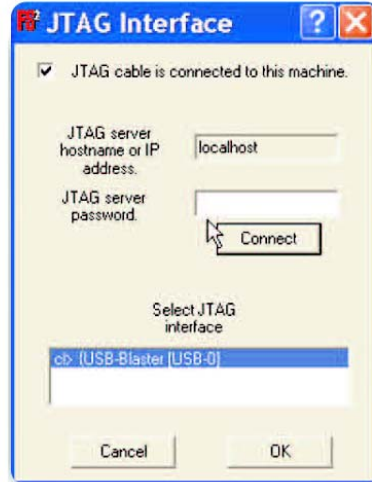 JTAG Interface
JTAG cable is connected to this machine.
JTAG server
hostname or IP
address.
localhost
JTAG server
password.
Connect
Select JTAG
interface
cb (USB-Blaster [USB-0]
Cancel
OK